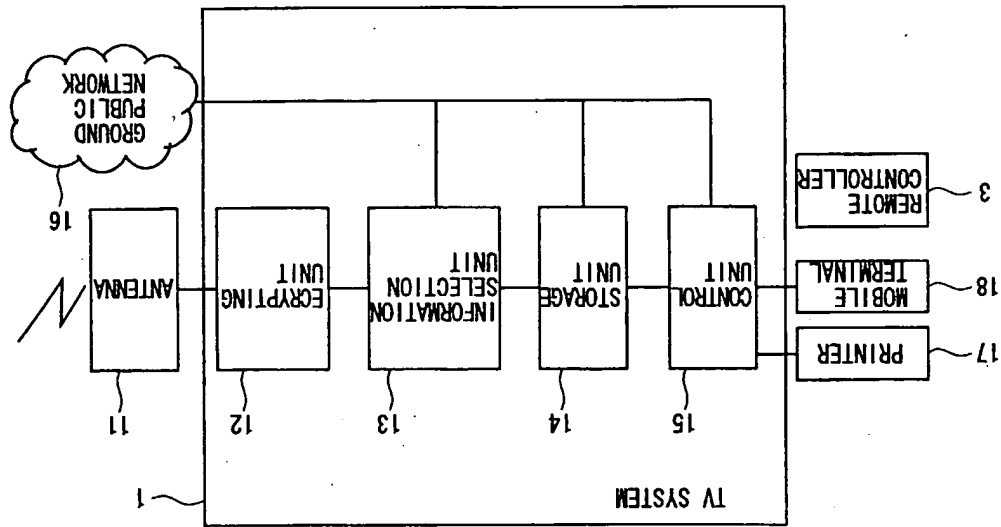 TV SYSTEM
1
15
14
13
12
11
17
PRINTER
18
MOBILE
TERMINAL
CONTROL
UNIT
STORAGE
UNIT
INFORMATION
SELECTION
UNIT
ECRYPTING
UNIT
ANTENNA
3
REMOTE
CONTROLLER
16
GROUND
PUBLIC
NETWORK